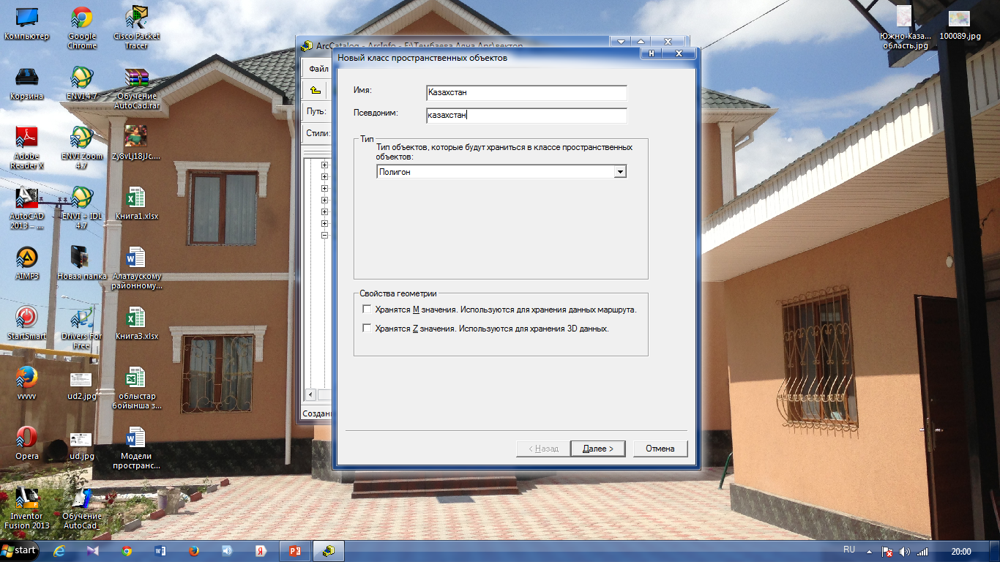 Компьютер
Google
Chrome
Cisco Packet
Tracer
Корзина
ENVI 4.7
Обучение
AutoCad.rar
Adobe
Reader X
ENVI Zoom
4.7
Zy8vLj18jJc....
AutoCAD
2013 – ...
ENVI + IDL
4.7
Книга1.xlsx
AIMP3
Новая папка
Алатаускому
районному...
StartSmart
Drivers For
Free
Книга3.xlsx
vvvvv
ud2.jpg
облыстар
бойынша з...
Opera
ud.jpg
Модели
пространс...
Inventor
Fusion 2013
Обучение
AutoCad_
Южно-Каза...
область.jpg
100089.jpg
ArcCatalog - ArcInfo - E:\Тембаева Адна Арг\вектор
Файл
Путь:
Стили:
Создан
Новый класс пространственных объектов
Имя:
Казахстан
Псевдоним:
казахстан
Тип
Тип объектов, которые будут храниться в классе пространственных
объектов:
Полигон
Свойства геометрии
Хранятся M значения. Используются для хранения данных маршрута.
Хранятся Z значения. Используются для хранения 3D данных.
< Назад
Далее >
Отмена
start
RU
20:00